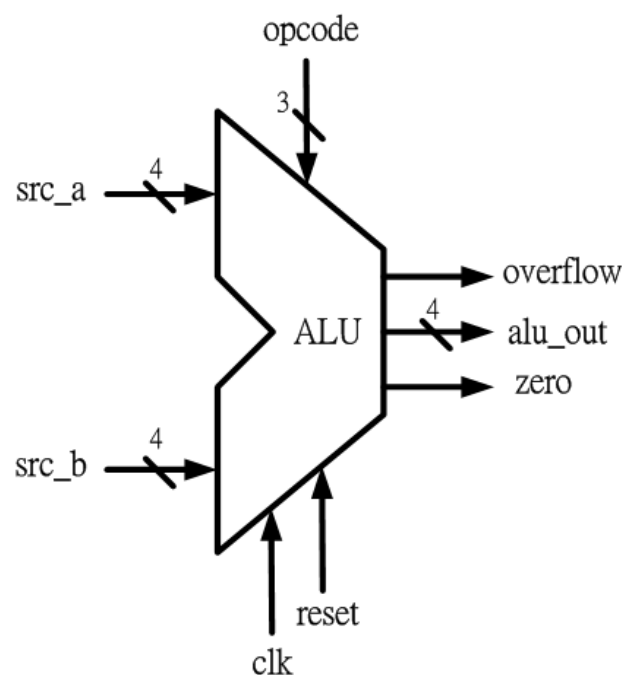 opcode
3
src_a
4
overflow
ALU
4
alu_out
zero
src_b
4
reset
clk